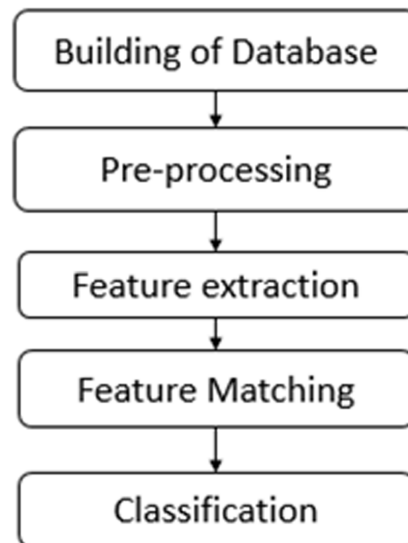 Building of Database
Pre-processing
Feature extraction
Feature Matching
Classification